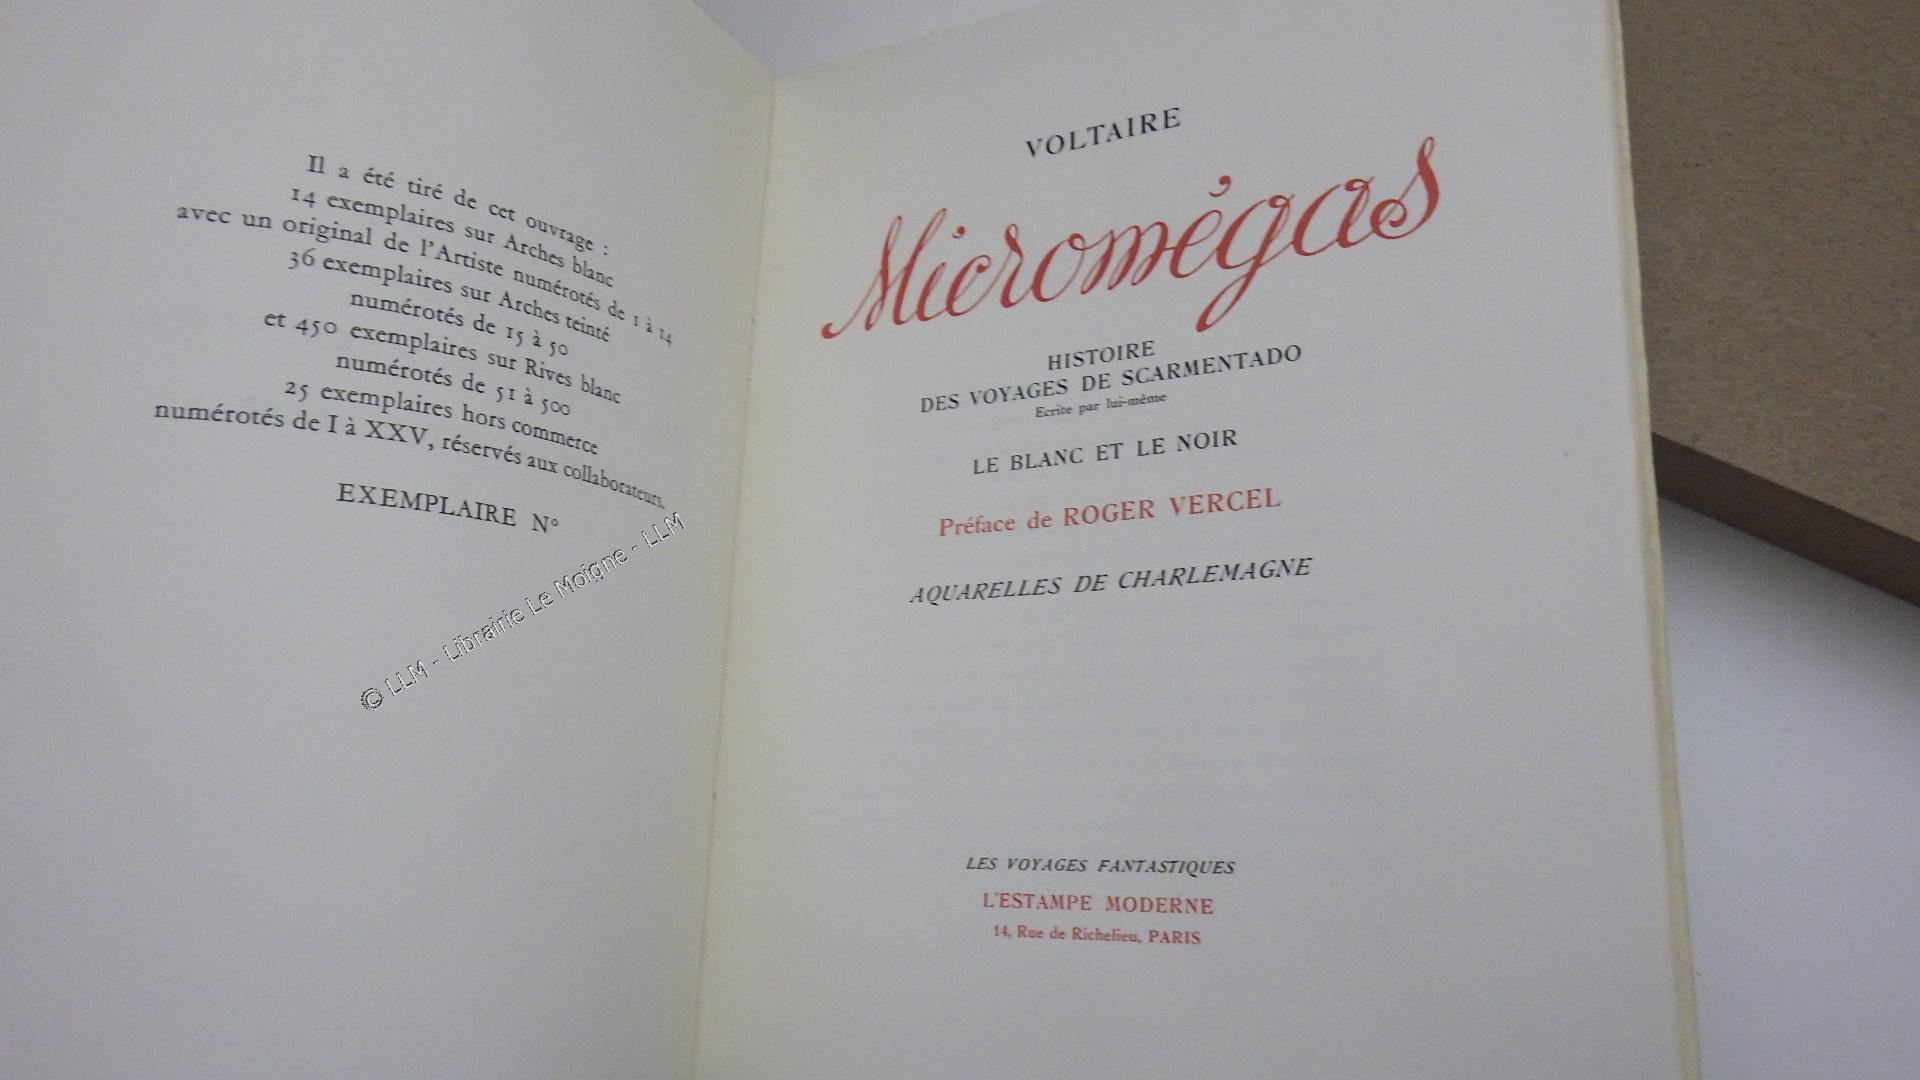 Il a été tiré de cet ouvrage :
14 exemplaires sur Arches blanc
avec un original de l'Artiste numérotés de 1 à 14
36 exemplaires sur Arches teinté
numérotés de 15 à 50
et 450 exemplaires sur Rives blanc
numérotés de 51 à 500
25 exemplaires hors commerce
numérotés de I à XXV, réservés aux collaborateurs.
EXEMPLAIRE N°
© LLM - Librairie Le Moigne - LLM
VOLTAIRE
Micromégas
HISTOIRE
DES VOYAGES DE SCARMENTADO
Ecrite par lui-même
LE BLANC ET LE NOIR
Préface de ROGER VERCEL
AQUARELLES DE CHARLEMAGNE
LES VOYAGES FANTASTIQUES
L'ESTAMPE MODERNE
14, Rue de Richelieu, PARIS